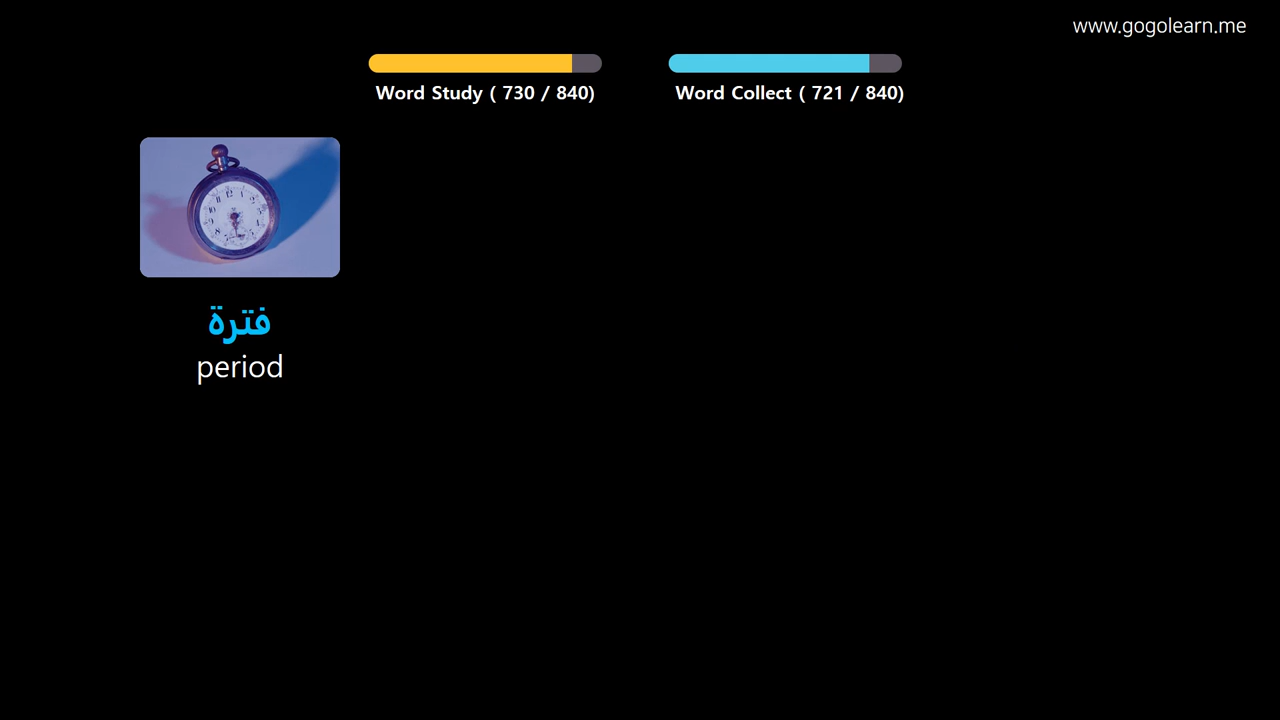 www.gogolearn.me
Word Study ( 730 / 840)
Word Collect ( 721 / 840)
فترة
period